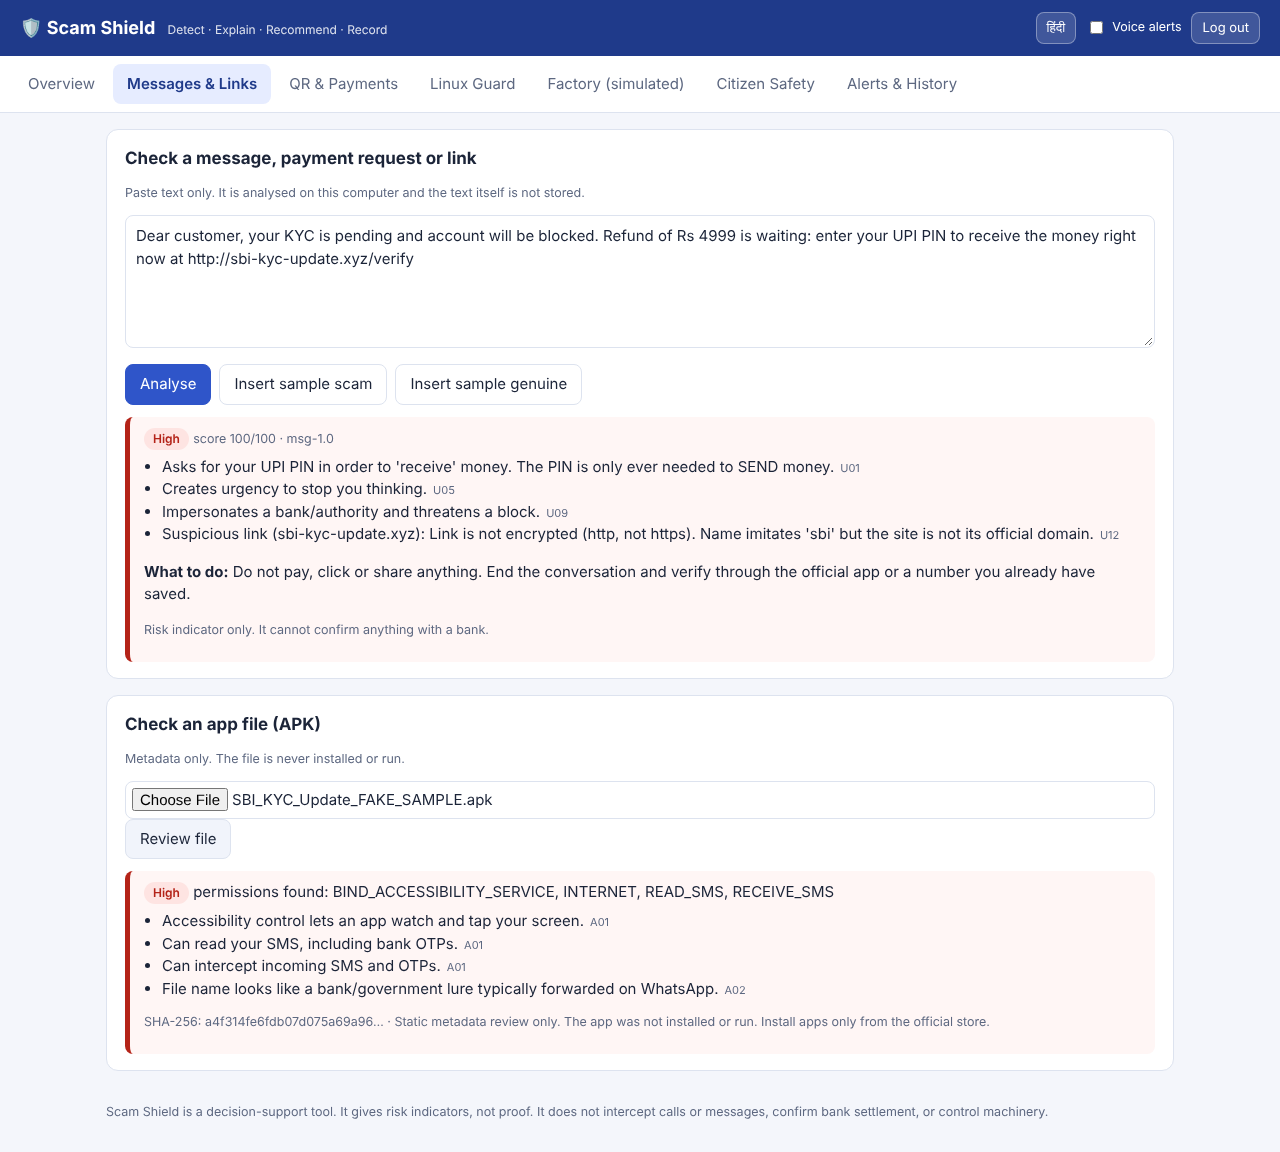 Scam Shield
Detect · Explain · Recommend · Record
हिंदी
Voice alerts
Log out
Overview
Messages & Links
QR & Payments
Linux Guard
Factory (simulated)
Citizen Safety
Alerts & History
Check a message, payment request or link
Paste text only. It is analysed on this computer and the text itself is not stored.
Dear customer, your KYC is pending and account will be blocked. Refund of Rs 4999 is waiting: enter your UPI PIN to receive the money right
now at http://sbi-kyc-update.xyz/verify
Analyse
Insert sample scam
Insert sample genuine
High score 100/100 · msg-1.0
• Asks for your UPI PIN in order to 'receive' money. The PIN is only ever needed to SEND money. U01
• Creates urgency to stop you thinking. U05
• Impersonates a bank/authority and threatens a block. U09
• Suspicious link (sbi-kyc-update.xyz): Link is not encrypted (http, not https). Name imitates 'sbi' but the site is not its official domain. U12
What to do: Do not pay, click or share anything. End the conversation and verify through the official app or a number you already have
saved.
Risk indicator only. It cannot confirm anything with a bank.
Check an app file (APK)
Metadata only. The file is never installed or run.
Choose File SBI_KYC_Update_FAKE_SAMPLE.apk
Review file
High permissions found: BIND_ACCESSIBILITY_SERVICE, INTERNET, READ_SMS, RECEIVE_SMS
• Accessibility control lets an app watch and tap your screen. A01
• Can read your SMS, including bank OTPs. A01
• Can intercept incoming SMS and OTPs. A01
• File name looks like a bank/government lure typically forwarded on WhatsApp. A02
SHA-256: a4f314fe6fdb07d075a69a96... · Static metadata review only. The app was not installed or run. Install apps only from the official store.
Scam Shield is a decision-support tool. It gives risk indicators, not proof. It does not intercept calls or messages, confirm bank settlement, or control machinery.